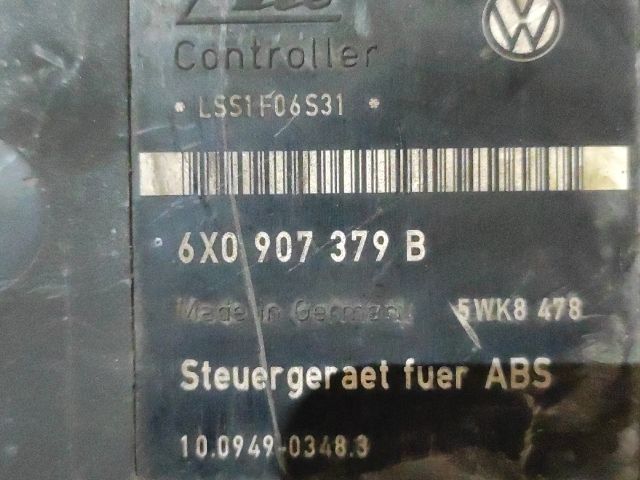 Controller
* LSS1F06S31 *
6X0 907 379 B
Made in Germany
5WK8 478
Steuergeraet fuer ABS
10.0949-0348.3